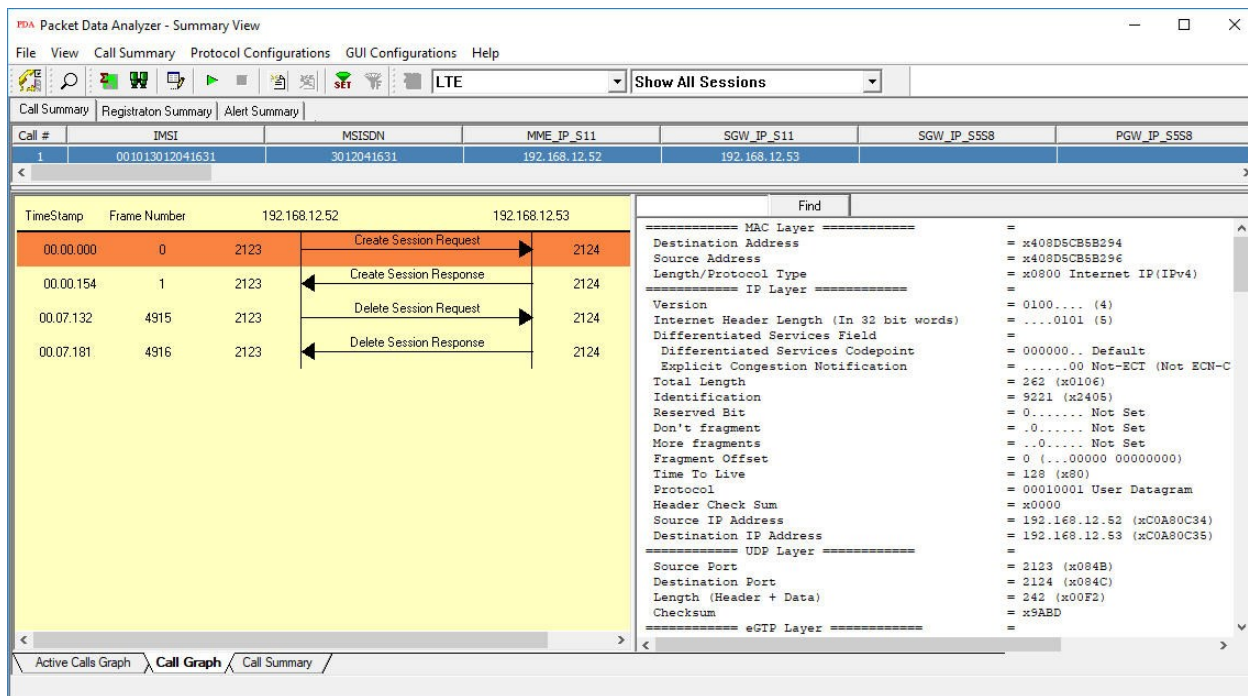 PDA Packet Data Analyzer - Summary View
File View Call Summary Protocol Configurations GUI Configurations Help
SET LTE Show All Sessions
Call Summary Registraton Summary Alert Summary
Call # IMSI MSISDN MME_IP_S11 SGW_IP_S11 SGW_IP_S5S8 PGW_IP_S5S8
1 001013012041631 3012041631 192.168.12.52 192.168.12.53
TimeStamp Frame Number 192.168.12.52 192.168.12.53
00.00.000 0 2123 Create Session Request 2124
00.00.154 1 2123 Create Session Response 2124
00.07.132 4915 2123 Delete Session Request 2124
00.07.181 4916 2123 Delete Session Response 2124
Find
============ MAC Layer ============ =
Destination Address = x408D5CB5B294
Source Address = x408D5CB5B296
Length/Protocol Type = x0800 Internet IP(IPv4)
============ IP Layer ============ =
Version = 0100.... (4)
Internet Header Length (In 32 bit words) = ....0101 (5)
Differentiated Services Field =
Differentiated Services Codepoint = 000000.. Default
Explicit Congestion Notification = ......00 Not-ECT (Not ECN-C
Total Length = 262 (x0106)
Identification = 9221 (x2405)
Reserved Bit = 0....... Not Set
Don't fragment = .0...... Not Set
More fragments = ..0..... Not Set
Fragment Offset = 0 (...00000 00000000)
Time To Live = 128 (x80)
Protocol = 00010001 User Datagram
Header Check Sum = x0000
Source IP Address = 192.168.12.52 (xC0A80C34)
Destination IP Address = 192.168.12.53 (xC0A80C35)
============ UDP Layer ============ =
Source Port = 2123 (x084B)
Destination Port = 2124 (x084C)
Length (Header + Data) = 242 (x00F2)
Checksum = x9ABD
============ eGTP Layer ============ =
Active Calls Graph Call Graph Call Summary